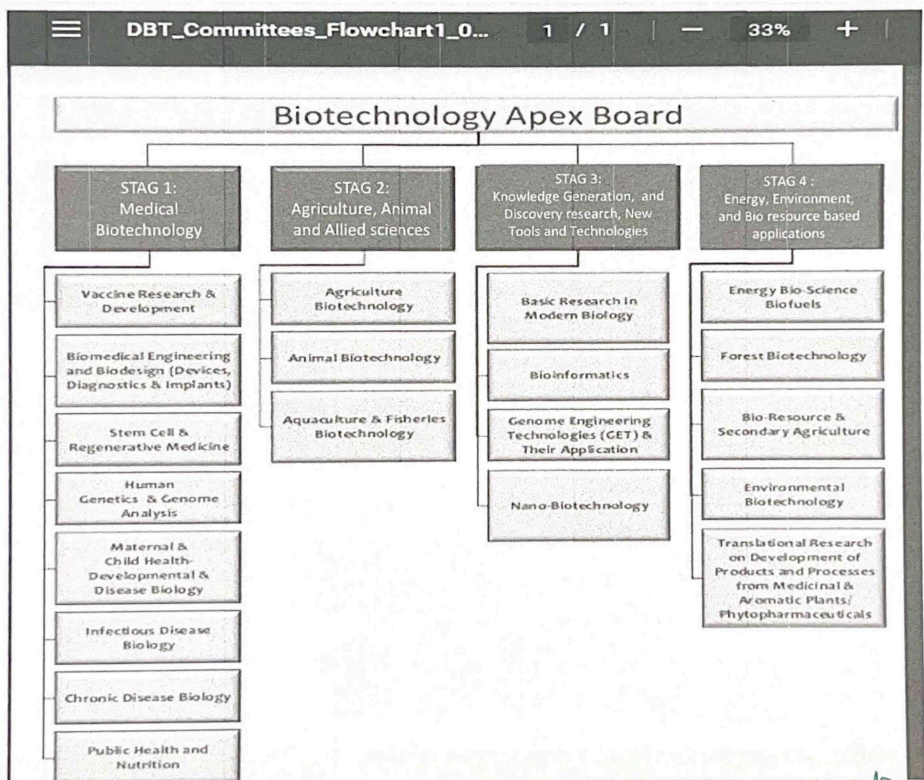 DBT_Committees_Flowchart1_0...
1 / 1
33%
Biotechnology Apex Board
STAG 1:
Medical
Biotechnology
Vaccine Research &
Development
Biomedical Engineering
and Biodesign (Devices,
Diagnostics & Implants)
Stem Cell &
Regenerative Medicine
Human
Genetics & Genome
Analysis
Maternal &
Child Health-
Developmental &
Disease Biology
Infectious Disease
Biology
Chronic Disease Biology
Public Health and
Nutrition
STAG 2:
Agriculture, Animal
and Allied sciences
Agriculture
Biotechnology
Animal Biotechnology
Aquaculture & Fisheries
Biotechnology
STAG 3:
Knowledge Generation, and
Discovery research, New
Tools and Technologies
Basic Research in
Modern Biology
Bioinformatics
Genome Engineering
Technologies (GET) &
Their Application
Nano-Biotechnology
STAG 4 :
Energy, Environment,
and Bio resource based
applications
Energy Bio-Science
Biofuels
Forest Biotechnology
Bio-Resource &
Secondary Agriculture
Environmental
Biotechnology
Translational Research
on Development of
Products and Processes
from Medicinal &
Aromatic Plants/
Phytopharmaceuticals